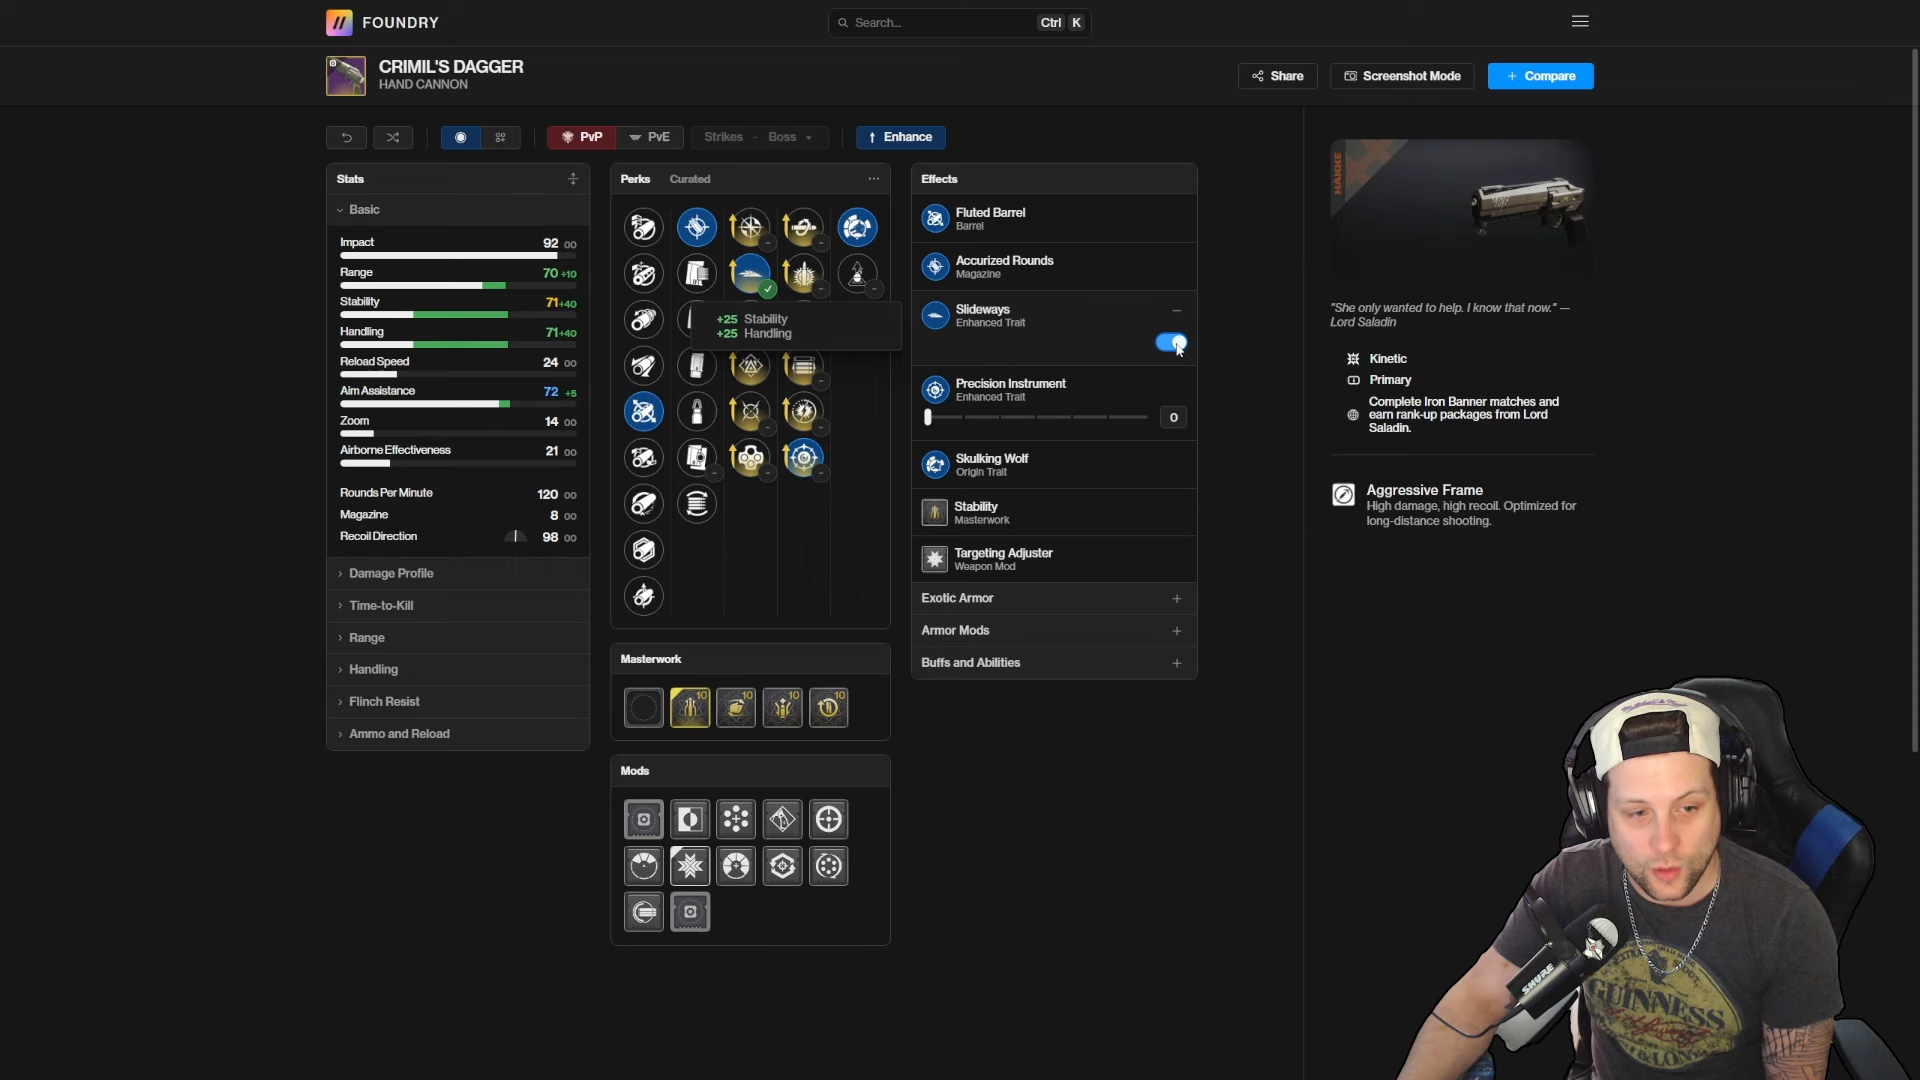 FOUNDRY
Search...
Ctrl K
CRIMIL'S DAGGER
HAND CANNON
Share
Screenshot Mode
+ Compare
PvP
PvE
Strikes - Boss
Enhance
Stats
Basic
Impact 92 00
Range 70 +10
Stability 71 +40
Handling 71 +40
Reload Speed 24 00
Aim Assistance 72 +5
Zoom 14 00
Airborne Effectiveness 21 00
Rounds Per Minute 120 00
Magazine 8 00
Recoil Direction 98 00
Damage Profile
Time-to-Kill
Range
Handling
Flinch Resist
Ammo and Reload
Perks Curated
+25 Stability
+25 Handling
Masterwork
10 10 10 10
Mods
Effects
Fluted Barrel
Barrel
Accurized Rounds
Magazine
Slideways
Enhanced Trait
Precision Instrument
Enhanced Trait
0
Skulking Wolf
Origin Trait
Stability
Masterwork
Targeting Adjuster
Weapon Mod
Exotic Armor +
Armor Mods +
Buffs and Abilities +
HAKKE
"She only wanted to help. I know that now." —
Lord Saladin
Kinetic
Primary
Complete Iron Banner matches and
earn rank-up packages from Lord
Saladin.
Aggressive Frame
High damage, high recoil. Optimized for
long-distance shooting.
SHURE
GUINNESS